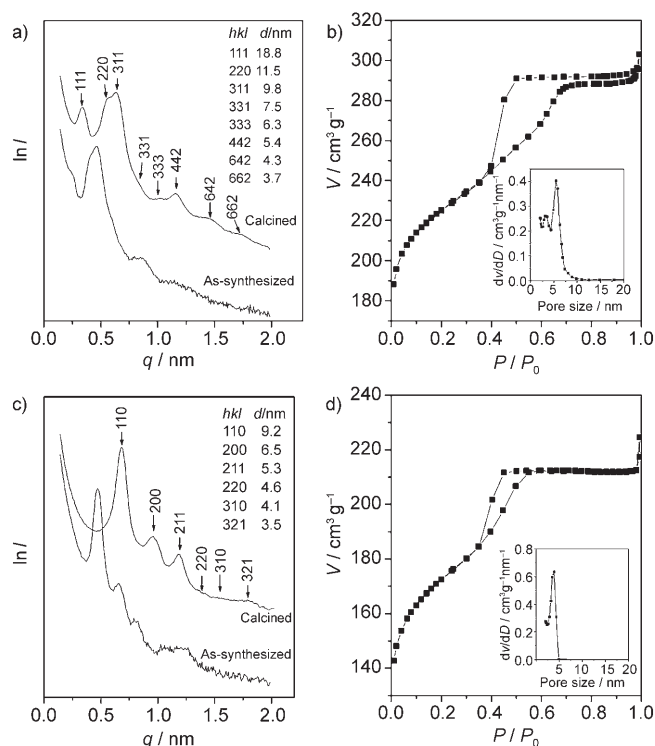 a)
hkl d/nm
111 18.8
220 11.5
311 9.8
331 7.5
333 6.3
442 5.4
642 4.3
662 3.7
111
220
311
331
333
442
642
662
Calcined
As-synthesized
ln I
0.0 0.5 1.0 1.5 2.0
q / nm
b)
300
280
260
240
220
200
180
V / cm³ g⁻¹
0.0 0.2 0.4 0.6 0.8 1.0
P / P₀
0.4
0.3
0.2
0.1
0.0
dv/dD / cm³g⁻¹nm⁻¹
0 5 10 15 20
Pore size / nm
c)
hkl d/nm
110 9.2
200 6.5
211 5.3
220 4.6
310 4.1
321 3.5
110
200
211
220
310
321
Calcined
As-synthesized
ln I
0.0 0.5 1.0 1.5 2.0
q / nm
d)
240
220
200
180
160
140
V / cm³ g⁻¹
0.0 0.2 0.4 0.6 0.8 1.0
P / P₀
0.8
0.6
0.4
0.2
0.0
dv/dD / cm³g⁻¹nm⁻¹
0 5 10 15 20
Pore size / nm